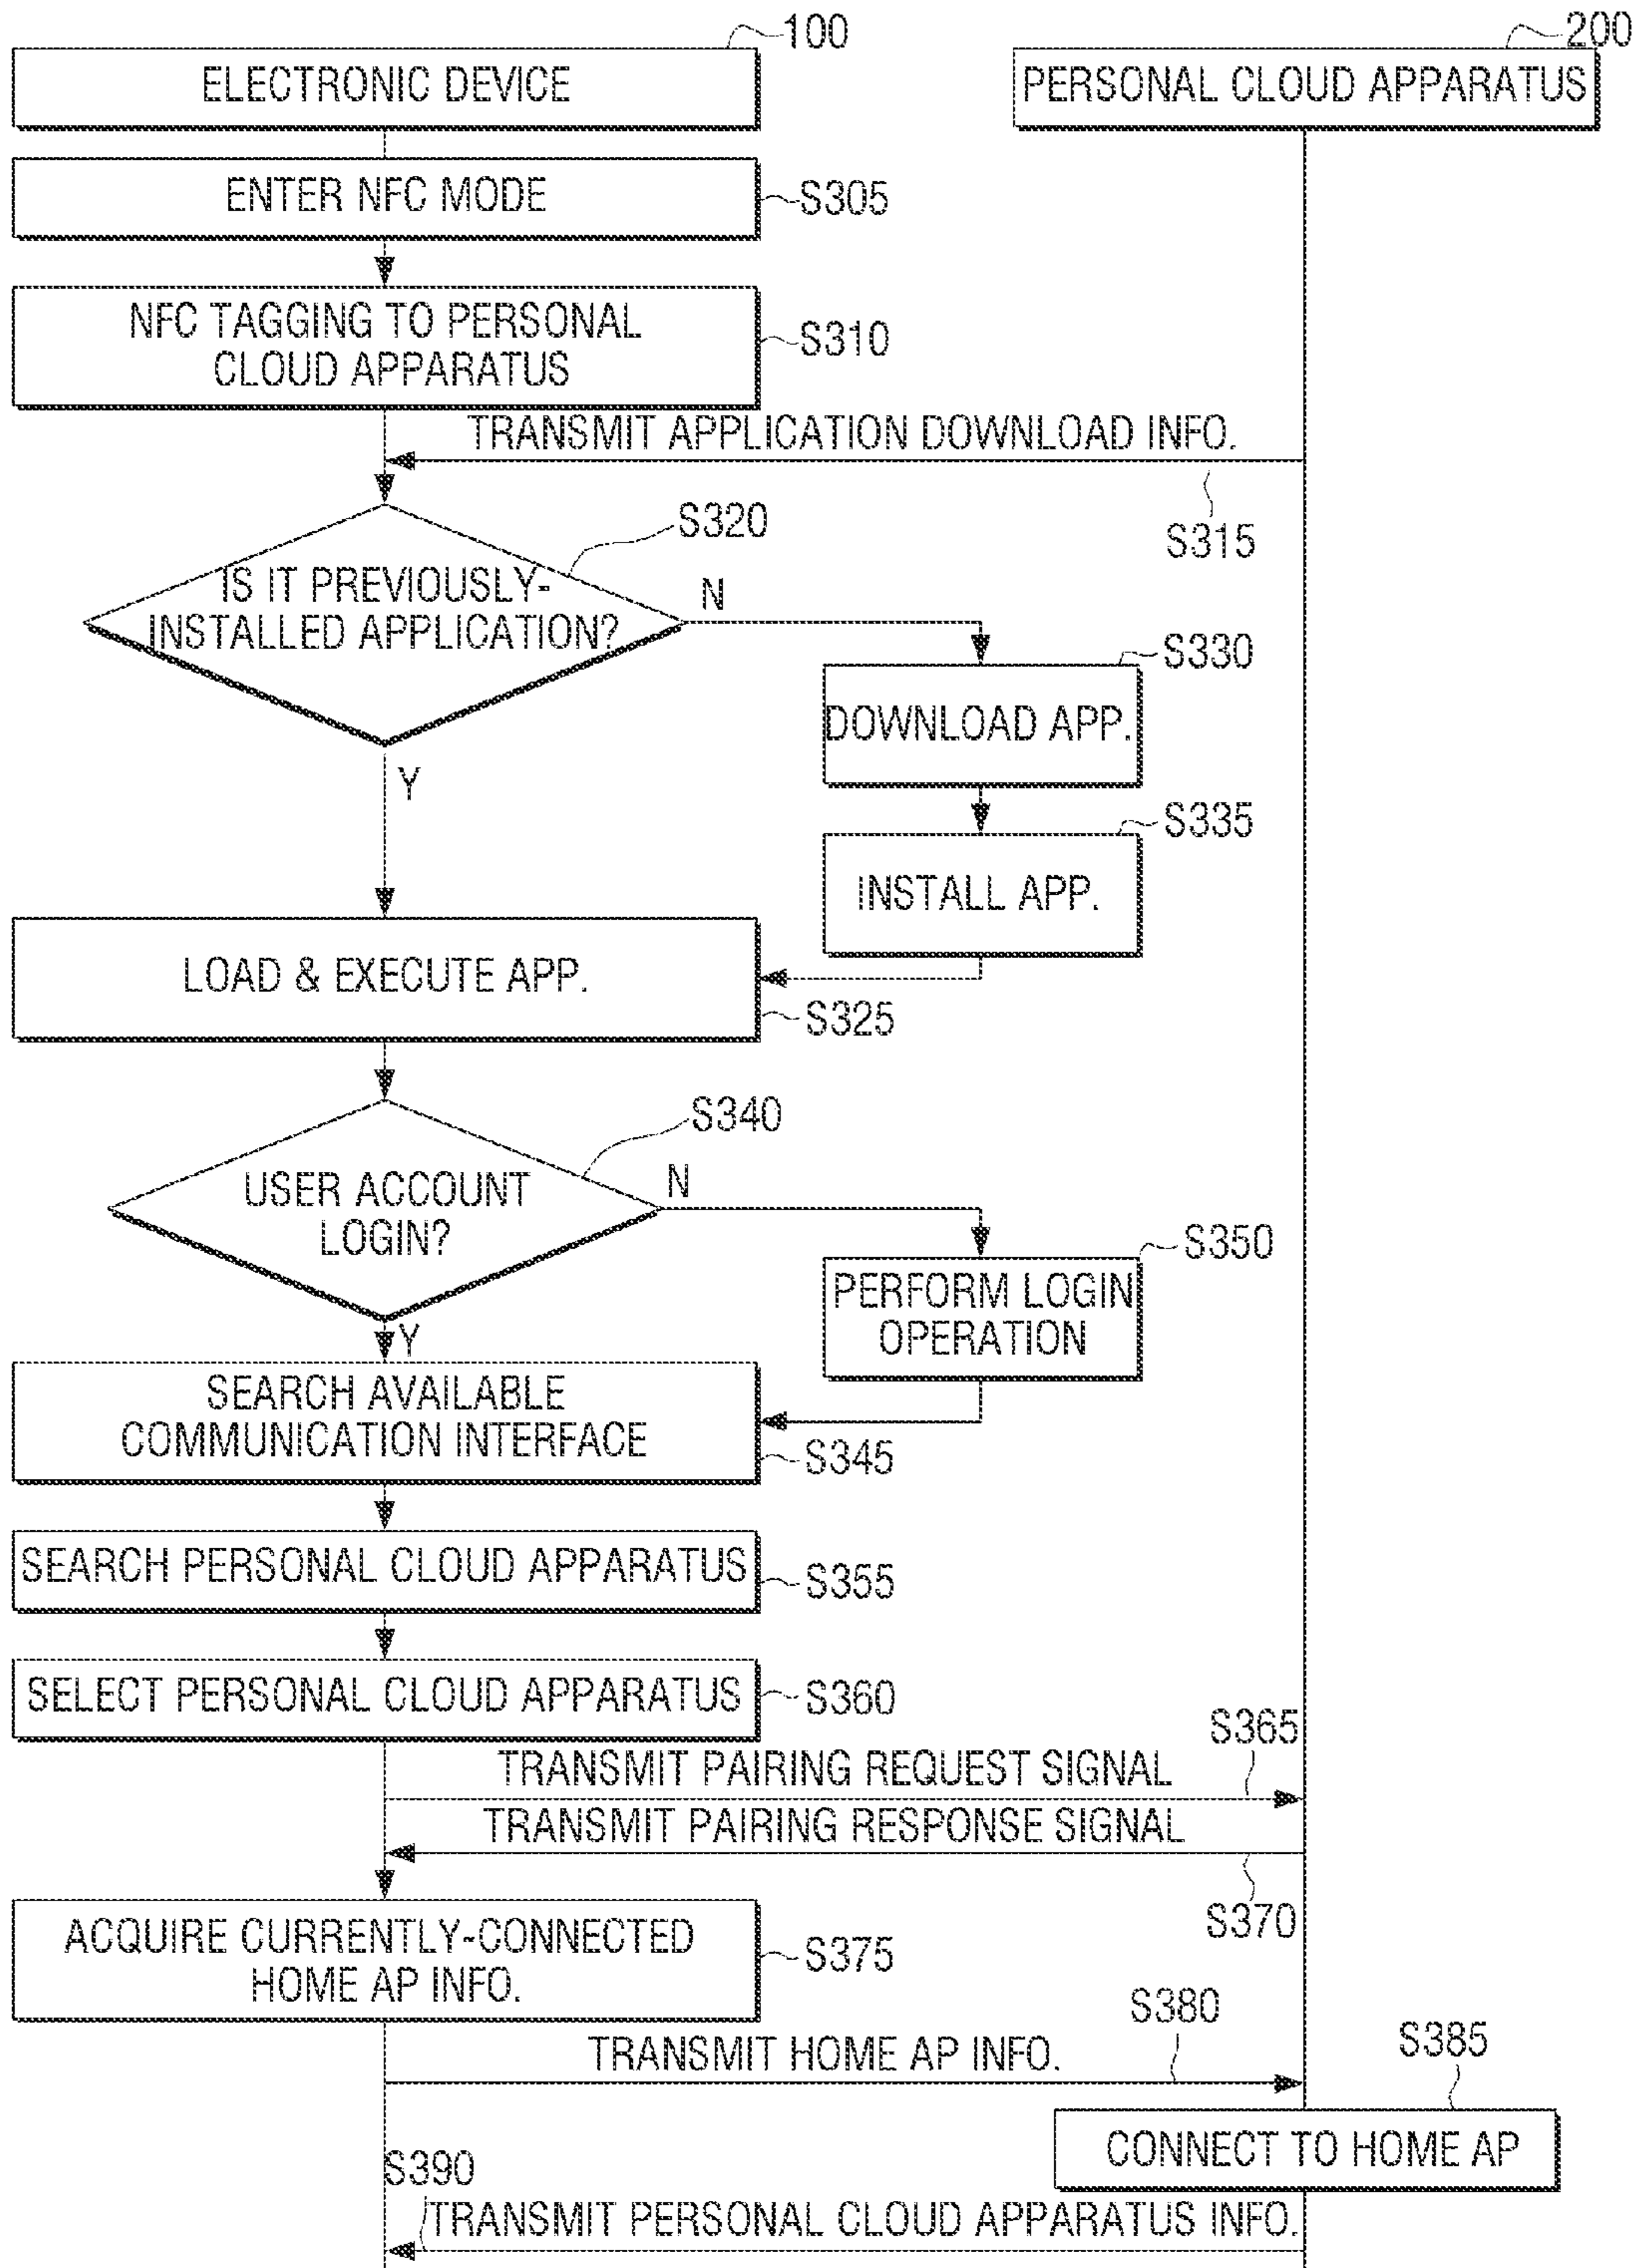 100
200
ELECTRONIC DEVICE
PERSONAL CLOUD APPARATUS
ENTER NFC MODE
S305
NFC TAGGING TO PERSONAL
CLOUD APPARATUS
S310
TRANSMIT APPLICATION DOWNLOAD INFO.
S315
S320
IS IT PREVIOUSLY-
INSTALLED APPLICATION?
N
S330
DOWNLOAD APP.
Y
S335
INSTALL APP.
LOAD & EXECUTE APP.
S325
S340
USER ACCOUNT
LOGIN?
N
S350
PERFORM LOGIN
OPERATION
Y
SEARCH AVAILABLE
COMMUNICATION INTERFACE
S345
SEARCH PERSONAL CLOUD APPARATUS
S355
SELECT PERSONAL CLOUD APPARATUS
S360
S365
TRANSMIT PAIRING REQUEST SIGNAL
TRANSMIT PAIRING RESPONSE SIGNAL
S370
ACQUIRE CURRENTLY-CONNECTED
HOME AP INFO.
S375
S380
TRANSMIT HOME AP INFO.
S385
CONNECT TO HOME AP
S390
TRANSMIT PERSONAL CLOUD APPARATUS INFO.